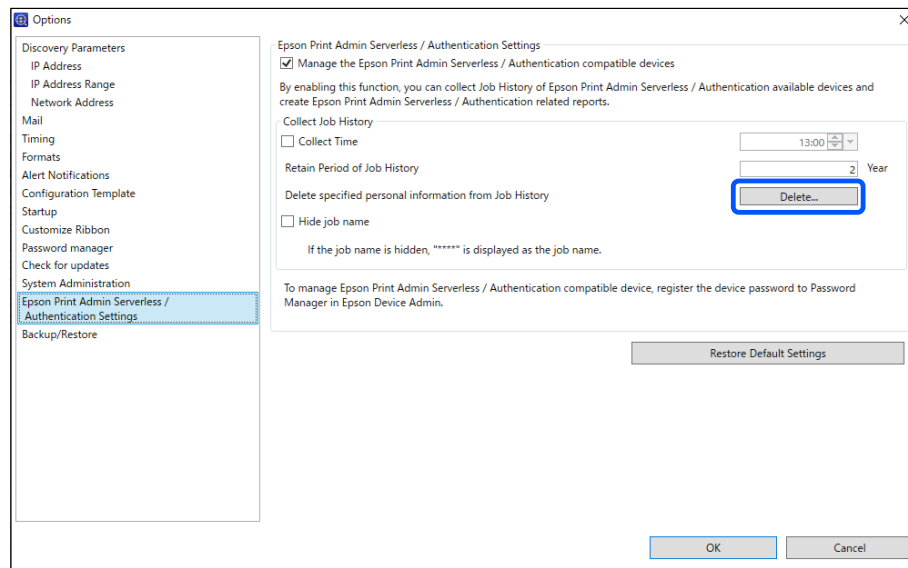 Options
Discovery Parameters
IP Address
IP Address Range
Network Address
Mail
Timing
Formats
Alert Notifications
Configuration Template
Startup
Customize Ribbon
Password manager
Check for updates
System Administration
Epson Print Admin Serverless /
Authentication Settings
Backup/Restore
Epson Print Admin Serverless / Authentication Settings
Manage the Epson Print Admin Serverless / Authentication compatible devices
By enabling this function, you can collect Job History of Epson Print Admin Serverless / Authentication available devices and
create Epson Print Admin Serverless / Authentication related reports.
Collect Job History
Collect Time 13:00
Retain Period of Job History 2 Year
Delete specified personal information from Job History Delete...
Hide job name
If the job name is hidden, "*****" is displayed as the job name.
To manage Epson Print Admin Serverless / Authentication compatible device, register the device password to Password
Manager in Epson Device Admin.
Restore Default Settings
OK Cancel